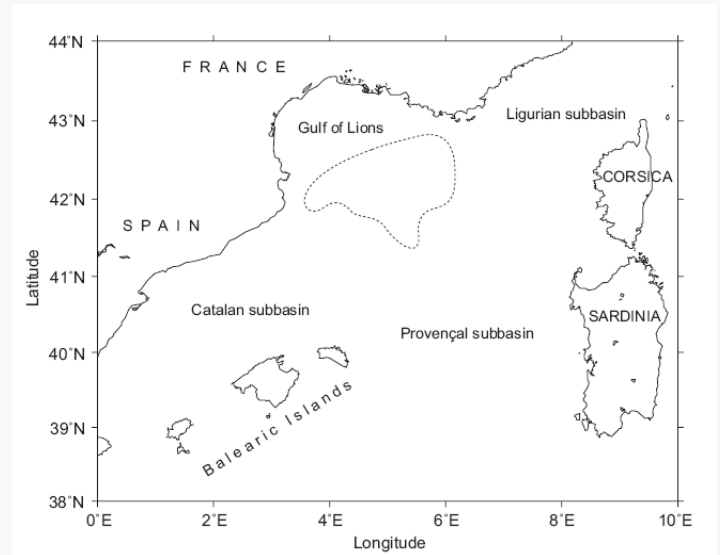 44˚N
FRANCE
43˚N
Ligurian subbasin
Gulf of Lions
CORSICA
42˚N
SPAIN
41˚N
Latitude
Catalan subbasin
SARDINIA
Provençal subbasin
40˚N
Balearic Islands
39˚N
38˚N
0˚E 2˚E 4˚E 6˚E 8˚E 10˚E
Longitude